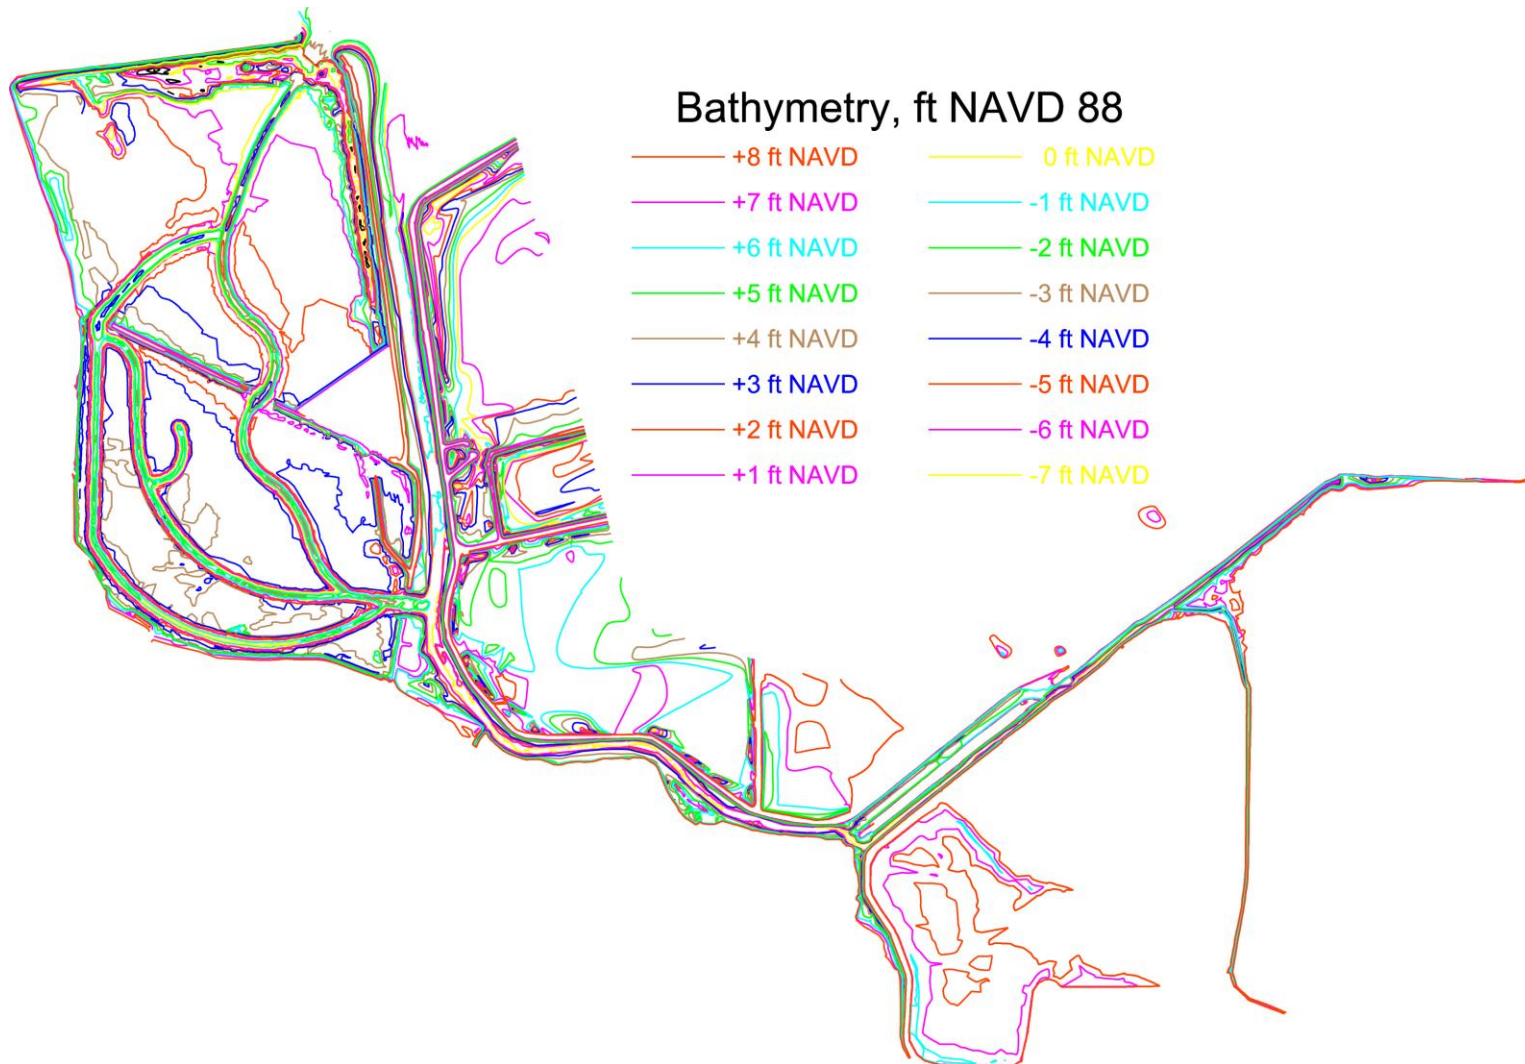 Bathymetry, ft NAVD 88
+8 ft NAVD
+7 ft NAVD
+6 ft NAVD
+5 ft NAVD
+4 ft NAVD
+3 ft NAVD
+2 ft NAVD
+1 ft NAVD
0 ft NAVD
-1 ft NAVD
-2 ft NAVD
-3 ft NAVD
-4 ft NAVD
-5 ft NAVD
-6 ft NAVD
-7 ft NAVD